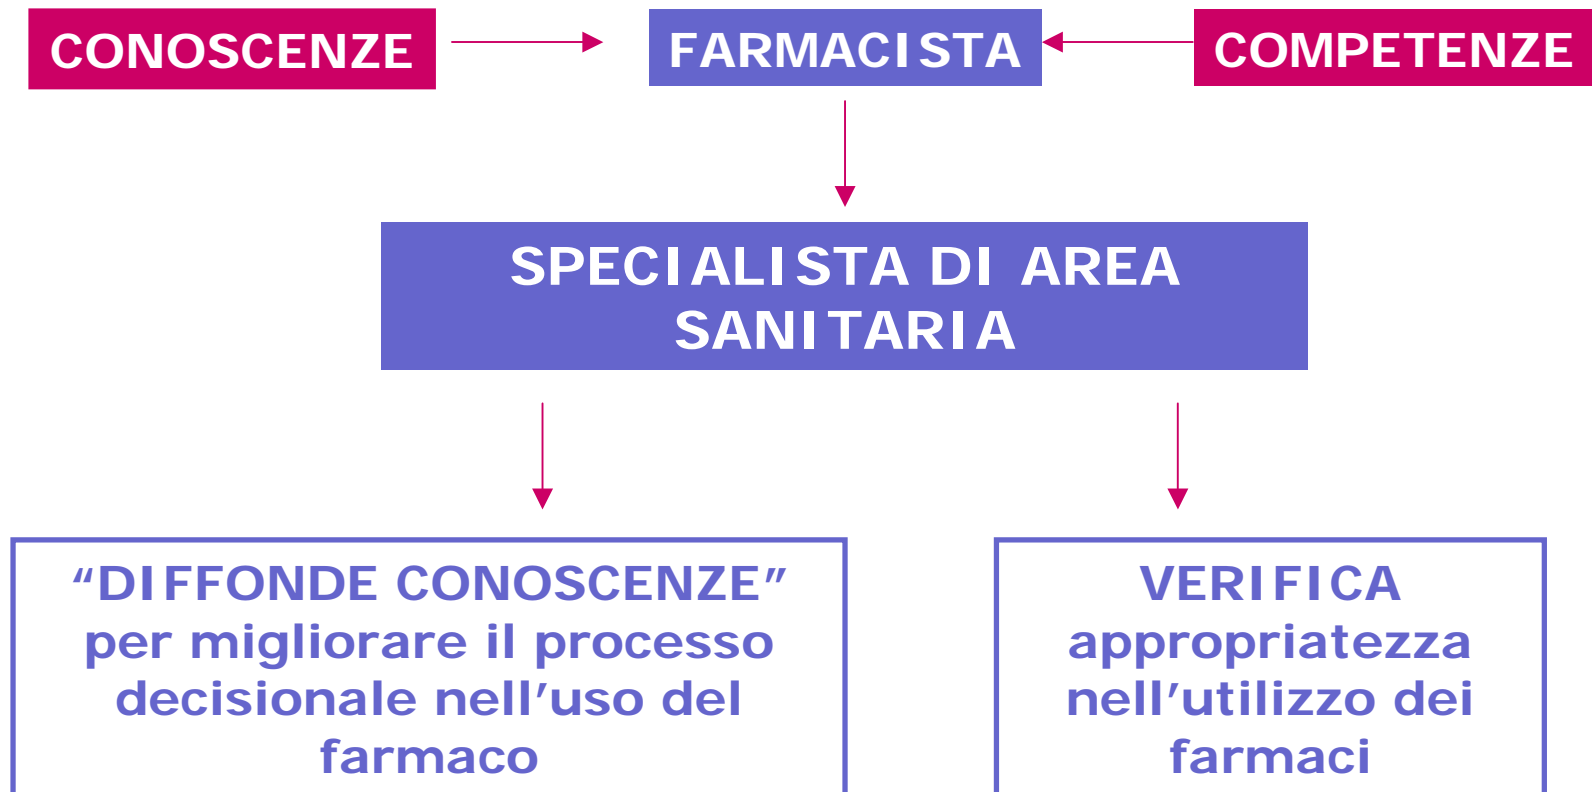 CONOSCENZE
FARMACISTA
COMPETENZE
SPECIALISTA DI AREA
SANITARIA
“DIFFONDE CONOSCENZE”
per migliorare il processo
decisionale nell’uso del
farmaco
VERIFICA
appropriatezza
nell’utilizzo dei
farmaci